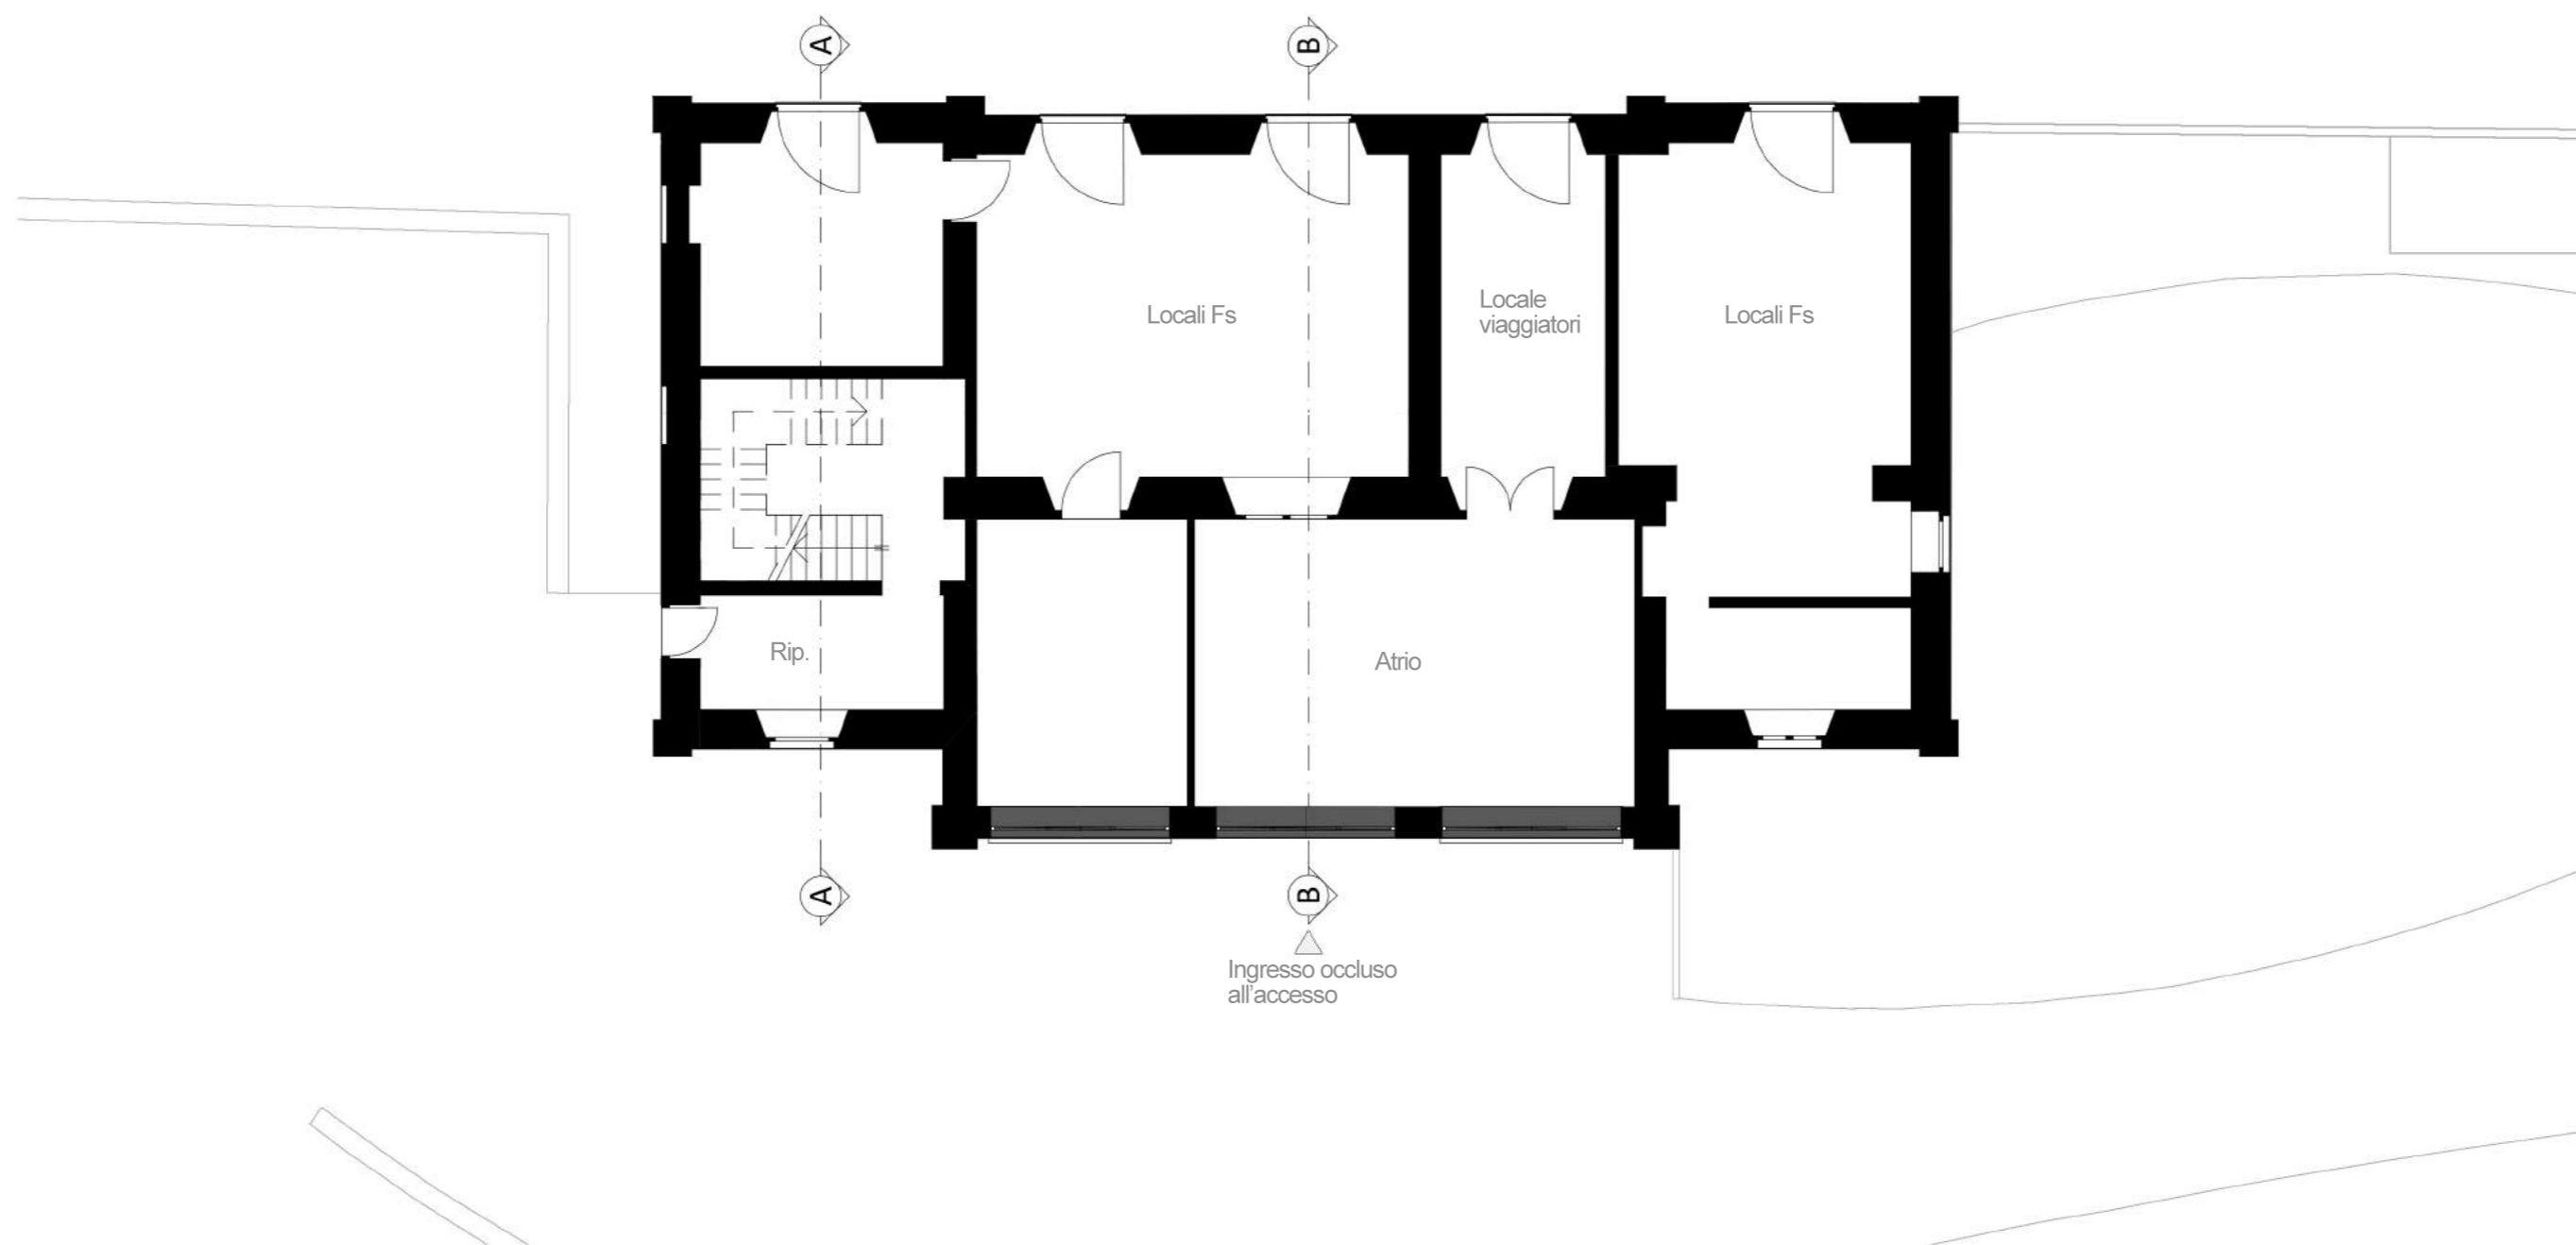 A
B
Locali Fs
Locale
viaggiatori
Locali Fs
Rip.
Atrio
A
B
Ingresso occluso
all'accesso